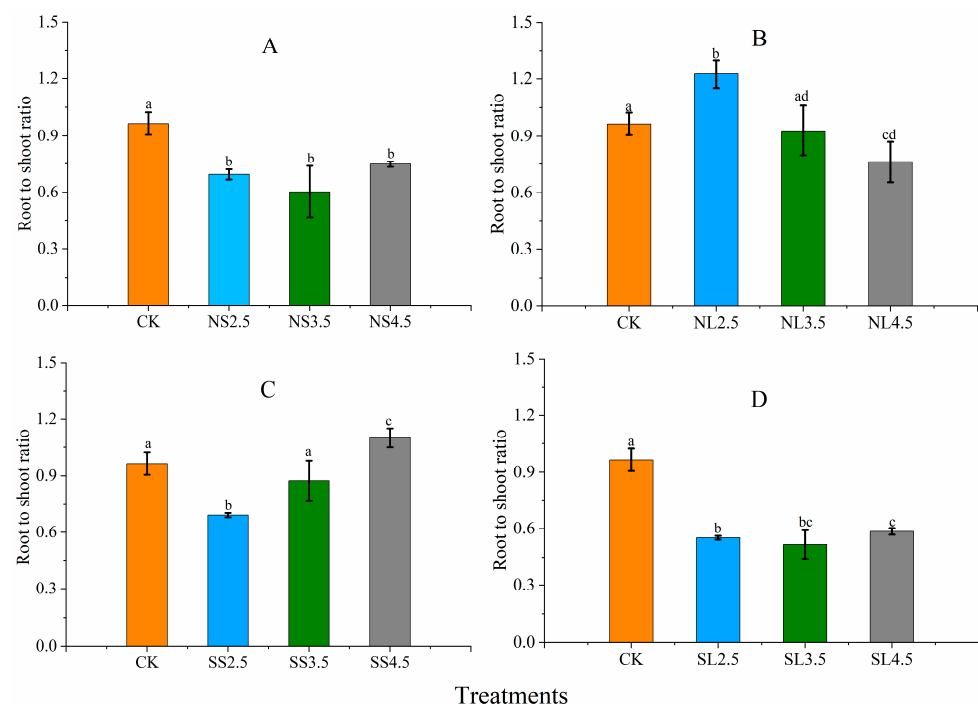 A
Root to shoot ratio
1.5
1.2
0.9
0.6
0.3
0.0
a
b
b
b
CK NS2.5 NS3.5 NS4.5
B
Root to shoot ratio
1.5
1.2
0.9
0.6
0.3
0.0
a
b
ad
cd
CK NL2.5 NL3.5 NL4.5
C
Root to shoot ratio
1.5
1.2
0.9
0.6
0.3
0.0
a
b
a
c
CK SS2.5 SS3.5 SS4.5
D
Root to shoot ratio
1.5
1.2
0.9
0.6
0.3
0.0
a
b
bc
c
CK SL2.5 SL3.5 SL4.5
Treatments